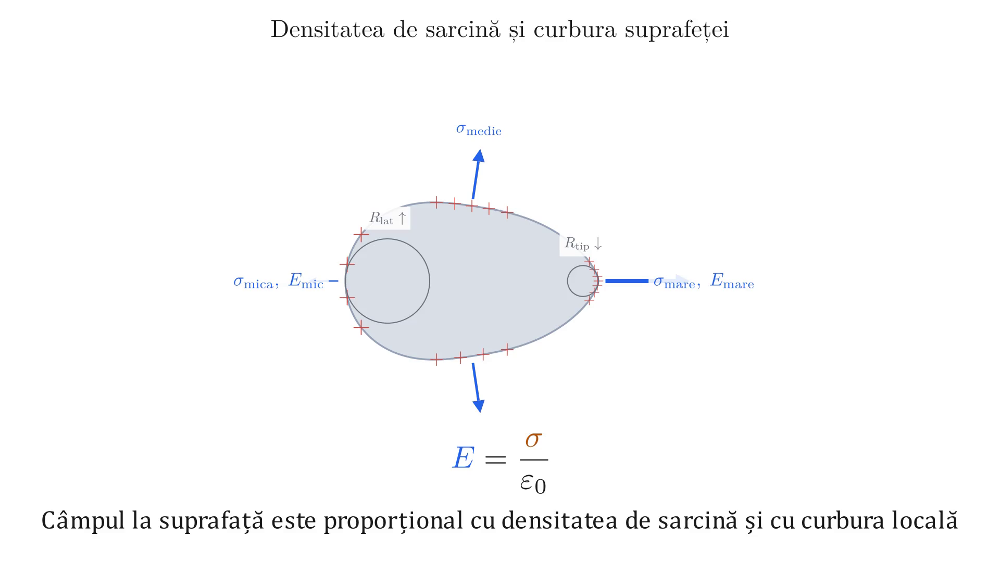 Densitatea de sarcină și curbura suprafeței
σ_medie
R_lat ↑
R_tip ↓
σ_mica, E_mic
σ_mare, E_mare
E = σ/ε₀
Câmpul la suprafață este proporțional cu densitatea de sarcină și cu curbura locală